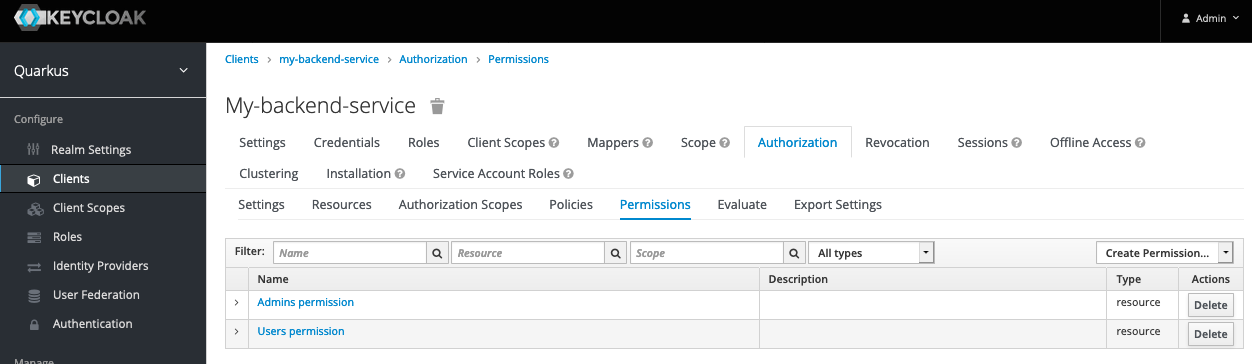 KEYCLOAK
Admin
Quarkus
Clients > my-backend-service > Authorization > Permissions
My-backend-service
Configure
Settings Credentials Roles Client Scopes Mappers Scope Authorization Revocation Sessions Offline Access
Realm Settings
Clustering Installation Service Account Roles
Clients
Settings Resources Authorization Scopes Policies Permissions Evaluate Export Settings
Client Scopes
Roles
Filter: Name Resource Scope All types Create Permission...
Identity Providers
Name Description Type Actions
User Federation
Admins permission resource Delete
Authentication
Users permission resource Delete
Manage